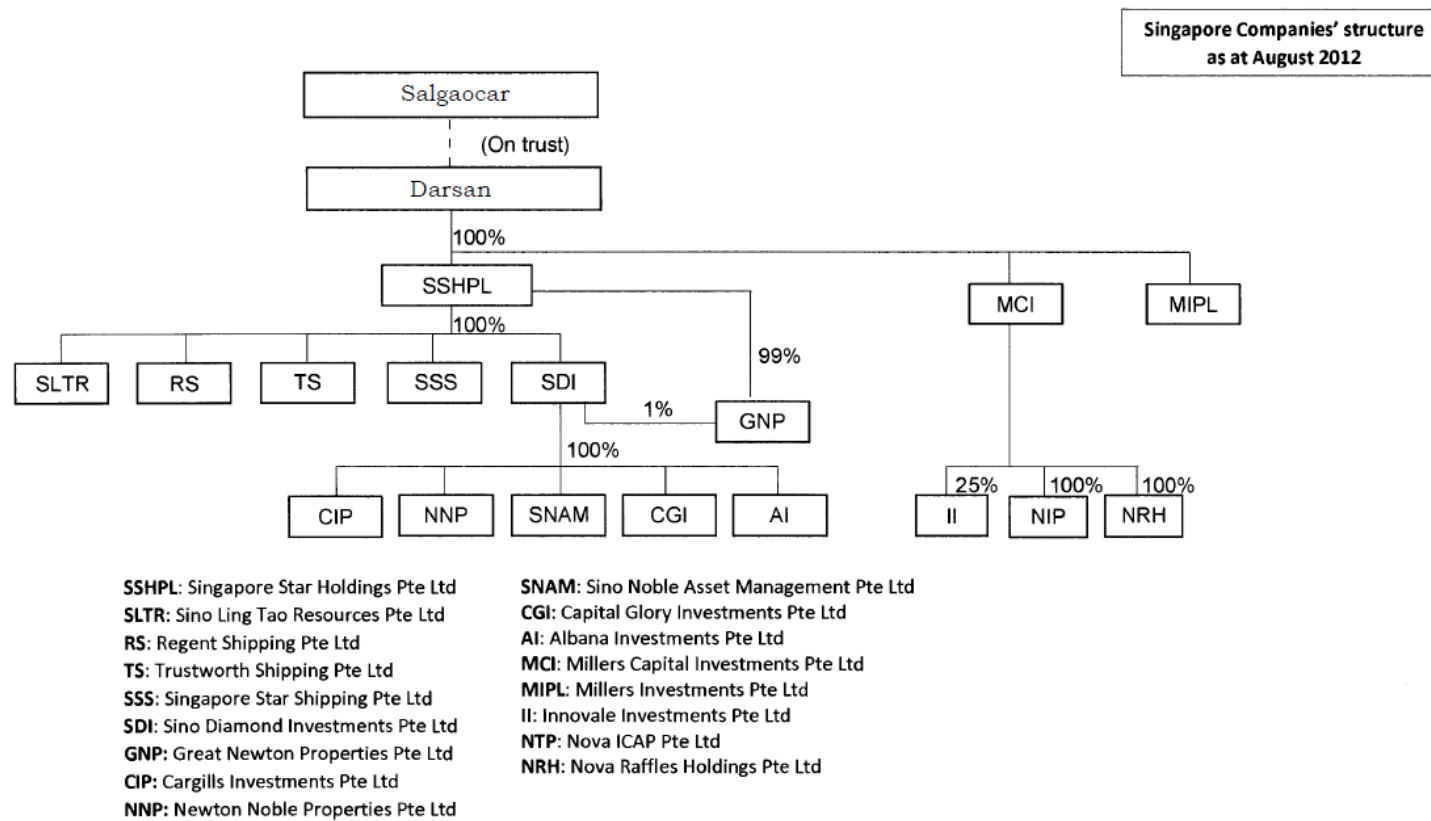 Singapore Companies' structure
as at August 2012
Salgaocar
(On trust)
Darsan
100%
SSHPL
MCI
MIPL
100%
99%
SLTR
RS
TS
SSS
SDI
1%
GNP
100%
25%
100%
100%
CIP
NNP
SNAM
CGI
AI
II
NIP
NRH
SSHPL: Singapore Star Holdings Pte Ltd
SLTR: Sino Ling Tao Resources Pte Ltd
RS: Regent Shipping Pte Ltd
TS: Trustworth Shipping Pte Ltd
SSS: Singapore Star Shipping Pte Ltd
SDI: Sino Diamond Investments Pte Ltd
GNP: Great Newton Properties Pte Ltd
CIP: Cargills Investments Pte Ltd
NNP: Newton Noble Properties Pte Ltd
SNAM: Sino Noble Asset Management Pte Ltd
CGI: Capital Glory Investments Pte Ltd
AI: Albana Investments Pte Ltd
MCI: Millers Capital Investments Pte Ltd
MIPL: Millers Investments Pte Ltd
II: Innovale Investments Pte Ltd
NTP: Nova ICAP Pte Ltd
NRH: Nova Raffles Holdings Pte Ltd